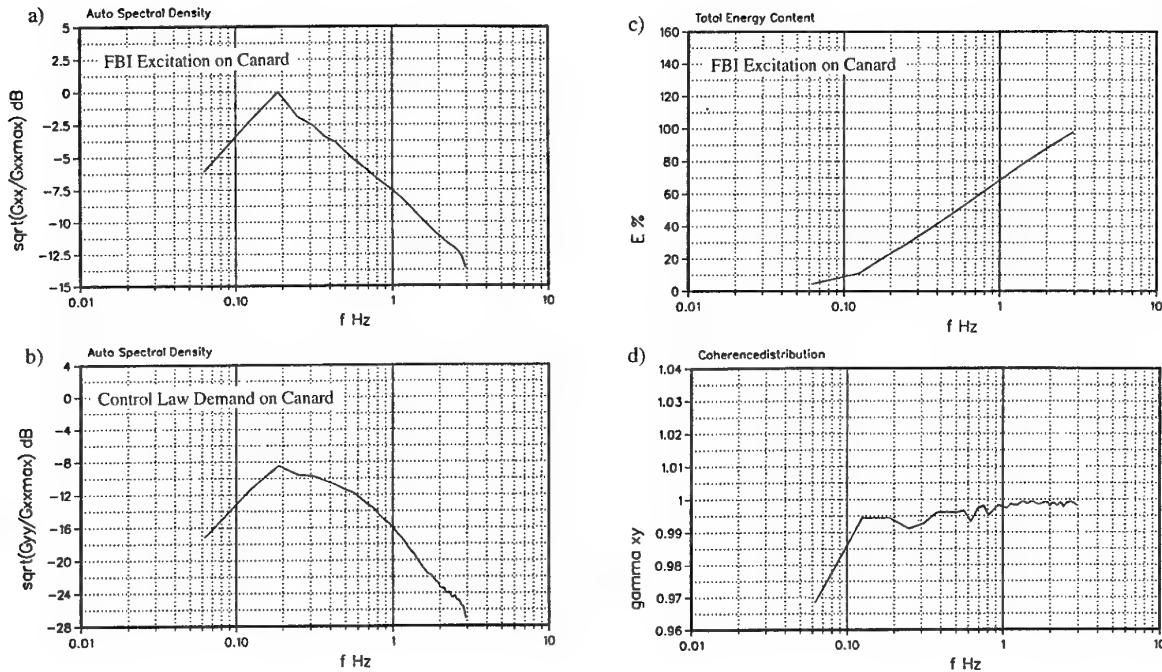 a)
Auto Spectral Density
FBI Excitation on Canard
sqrt(Gxx/Gxxmax) dB
5
2.5
0
−2.5
−5
−7.5
−10
−12.5
−15
0.01
0.10
1
10
f Hz
c)
Total Energy Content
FBI Excitation on Canard
E %
160
140
120
100
80
60
40
20
0
0.01
0.10
1
10
f Hz
b)
Auto Spectral Density
Control Law Demand on Canard
sqrt(Gyy/Gxxmax) dB
4
0
−4
−8
−12
−16
−20
−24
−28
0.01
0.10
1
10
f Hz
d)
Coherencedistribution
gamma xy
1.04
1.03
1.02
1.01
1
0.99
0.98
0.97
0.96
0.01
0.10
1
10
f Hz